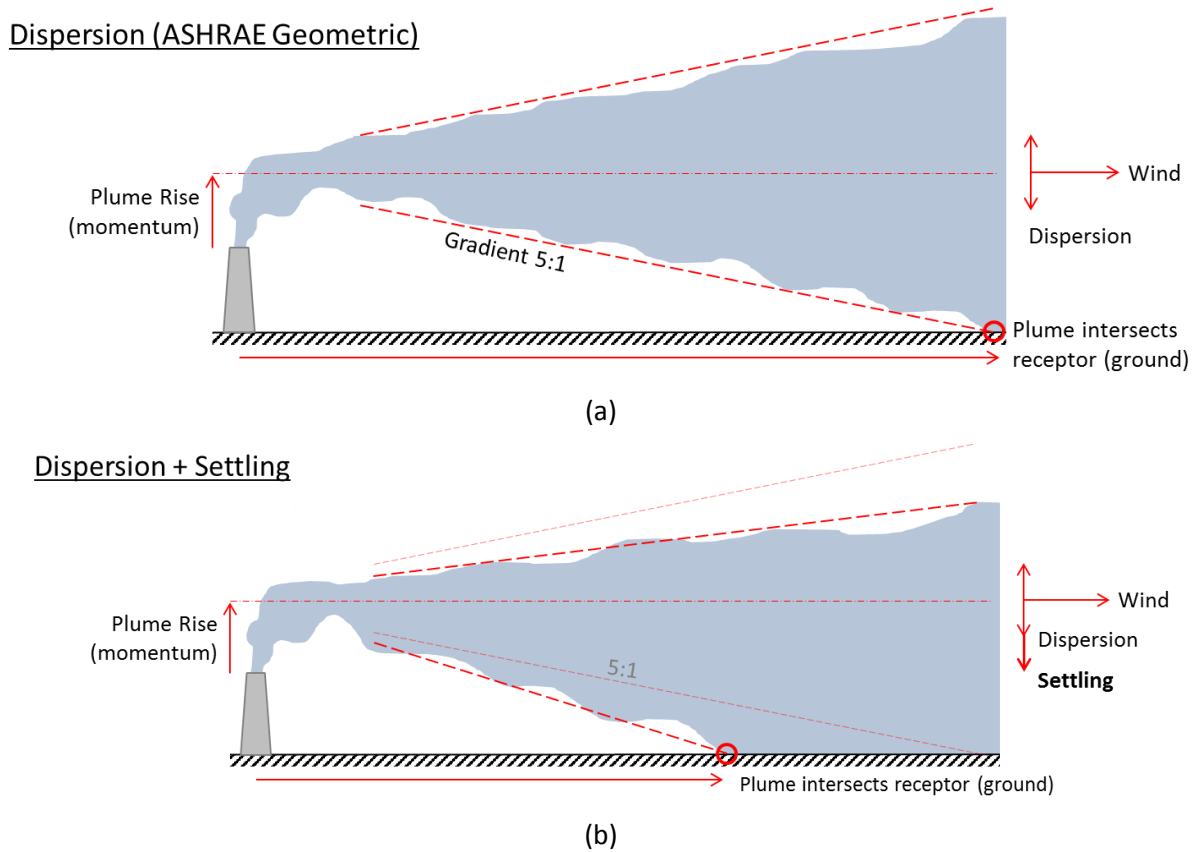 Dispersion (ASHRAE Geometric)
Plume Rise
(momentum)
Gradient 5:1
Wind
Dispersion
Plume intersects
receptor (ground)
(a)
Dispersion + Settling
Plume Rise
(momentum)
5:1
Wind
Dispersion
Settling
Plume intersects receptor (ground)
(b)